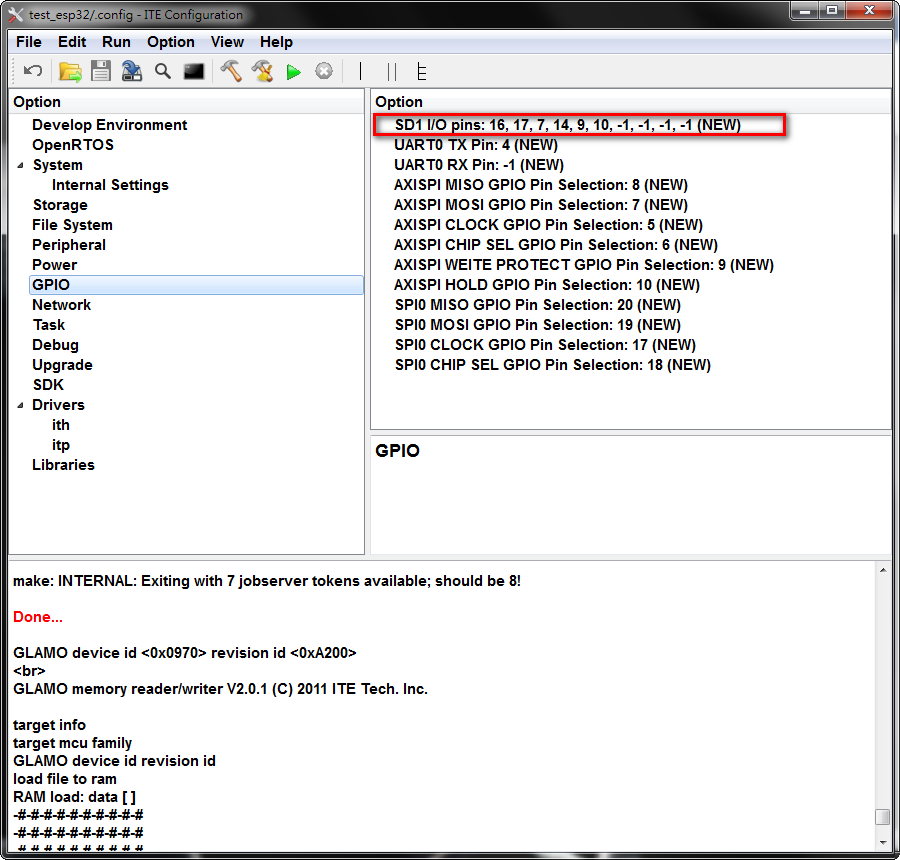 test_esp32/.config - ITE Configuration
File Edit Run Option View Help
Option
Develop Environment
OpenRTOS
System
Internal Settings
Storage
File System
Peripheral
Power
GPIO
Network
Task
Debug
Upgrade
SDK
Drivers
ith
itp
Libraries
Option
SD1 I/O pins: 16, 17, 7, 14, 9, 10, -1, -1, -1, -1 (NEW)
UART0 TX Pin: 4 (NEW)
UART0 RX Pin: -1 (NEW)
AXISPI MISO GPIO Pin Selection: 8 (NEW)
AXISPI MOSI GPIO Pin Selection: 7 (NEW)
AXISPI CLOCK GPIO Pin Selection: 5 (NEW)
AXISPI CHIP SEL GPIO Pin Selection: 6 (NEW)
AXISPI WEITE PROTECT GPIO Pin Selection: 9 (NEW)
AXISPI HOLD GPIO Pin Selection: 10 (NEW)
SPI0 MISO GPIO Pin Selection: 20 (NEW)
SPI0 MOSI GPIO Pin Selection: 19 (NEW)
SPI0 CLOCK GPIO Pin Selection: 17 (NEW)
SPI0 CHIP SEL GPIO Pin Selection: 18 (NEW)
GPIO
make: INTERNAL: Exiting with 7 jobserver tokens available; should be 8!
Done...
GLAMO device id <0x0970> revision id <0xA200>
<br>
GLAMO memory reader/writer V2.0.1 (C) 2011 ITE Tech. Inc.
target info
target mcu family
GLAMO device id revision id
load file to ram
RAM load: data [ ]
-#-#-#-#-#-#-#-#-#-#
-#-#-#-#-#-#-#-#-#-#
-#-#-#-#-#-#-#-#-#-#